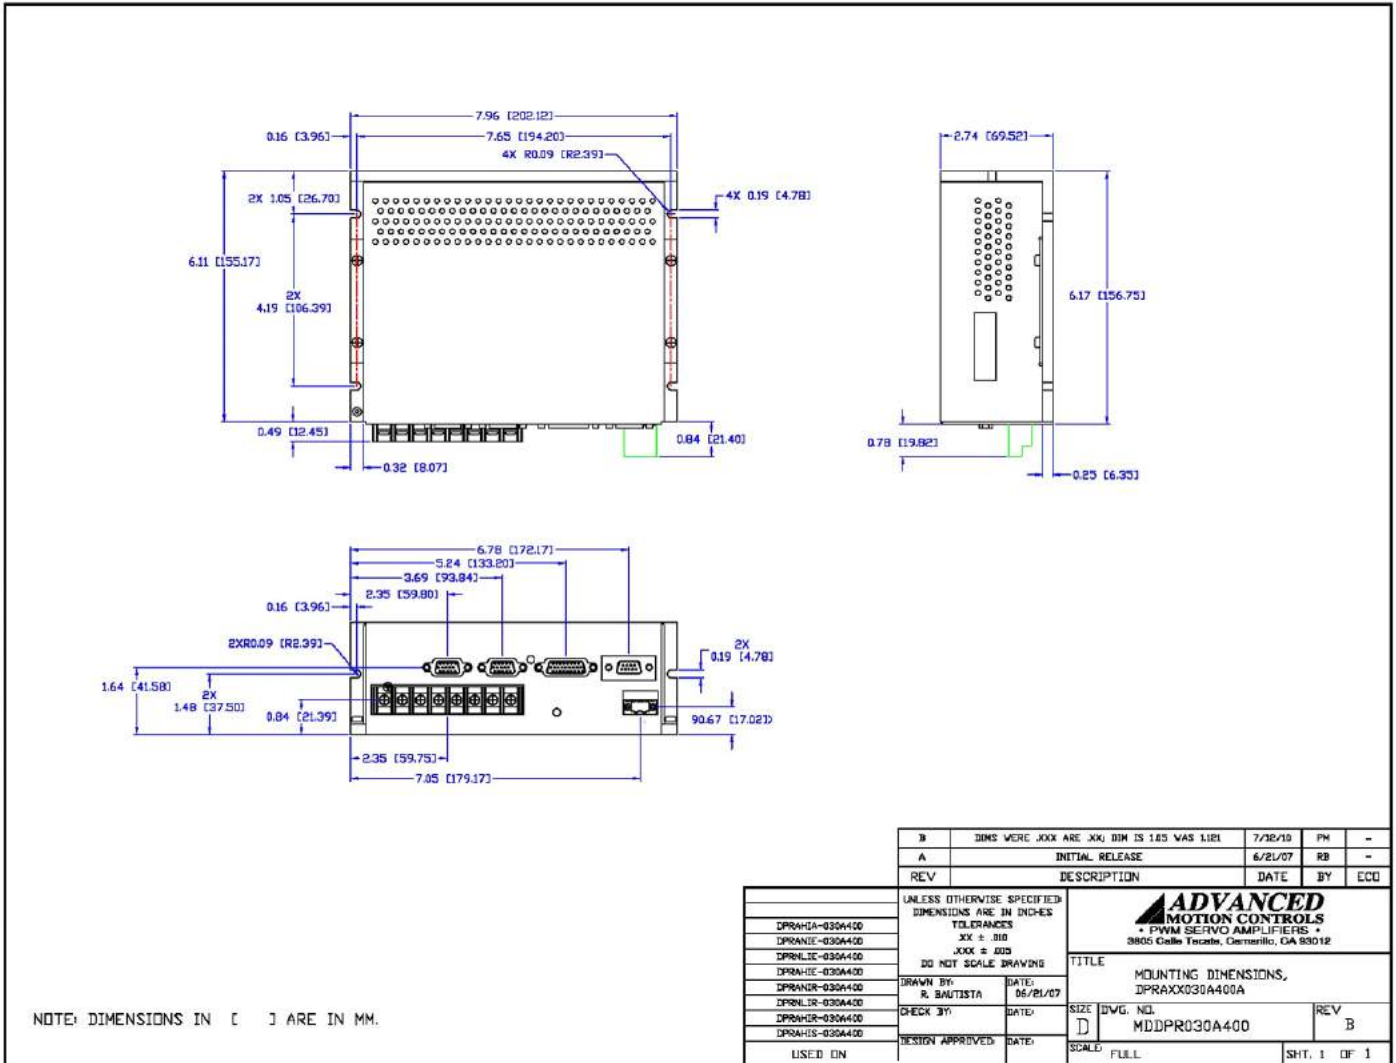 7.96 [202.12]
0.16 [3.96]
7.65 [194.20]
4X R0.09 [R2.39]
2X 1.05 [26.70]
4X 0.19 [4.78]
6.11 [155.17]
2X
4.19 [106.39]
0.49 [12.45]
0.84 [21.40]
0.32 [8.07]
2.74 [69.52]
6.17 [156.75]
0.78 [19.82]
0.25 [6.35]
6.78 [172.17]
5.24 [133.20]
3.69 [93.84]
2.35 [59.80]
0.16 [3.96]
2XR0.09 [R2.39]
2X
0.19 [4.78]
1.64 [41.58]
2X
1.48 [37.50]
0.84 [21.39]
90.67 [17.02])
2.35 [59.75]
7.05 [179.17]
B DIMS WERE .XXX ARE .XX; DIM IS 1.05 WAS 1.121 PM -
A INITIAL RELEASE 6/21/07 RB -
REV DESCRIPTION DATE BY ECO
DPRAHIA-030A400
DPRANIE-030A400
DPRNLIE-030A400
DPRAHIE-030A400
DPRANIR-030A400
DPRNLIR-030A400
DPRAHIR-030A400
DPRAHIS-030A400
USED ON
UNLESS OTHERWISE SPECIFIED:
DIMENSIONS ARE IN INCHES
TOLERANCES
.XX ± .010
.XXX ± .005
DO NOT SCALE DRAWING
DRAWN BY: DATE:
R. BAUTISTA 06/21/07
CHECK BY: DATE:
DESIGN APPROVED: DATE:
ADVANCED
MOTION CONTROLS
• PWM SERVO AMPLIFIERS •
3805 Calle Tecate, Camarillo, CA 93012
TITLE
MOUNTING DIMENSIONS,
DPRAXX030A400A
SIZE DWG. NO. REV
D MDDPR030A400 B
SCALE: FULL SHT. 1 OF 1
NOTE: DIMENSIONS IN [ ] ARE IN MM.